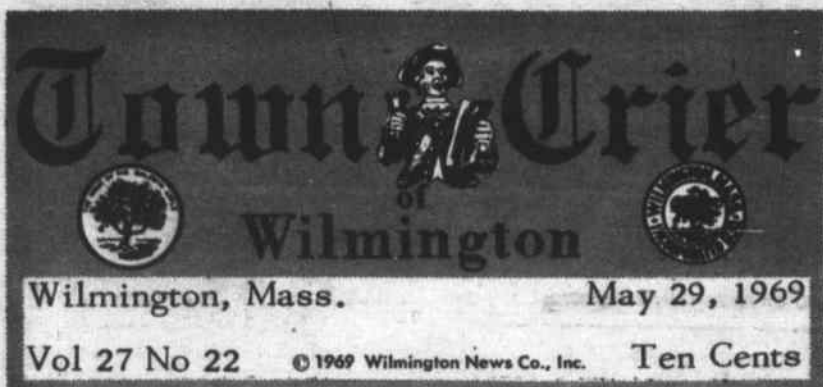 Town Crier
of
Wilmington
Wilmington, Mass. May 29, 1969
Vol 27 No 22 © 1969 Wilmington News Co., Inc. Ten Cents